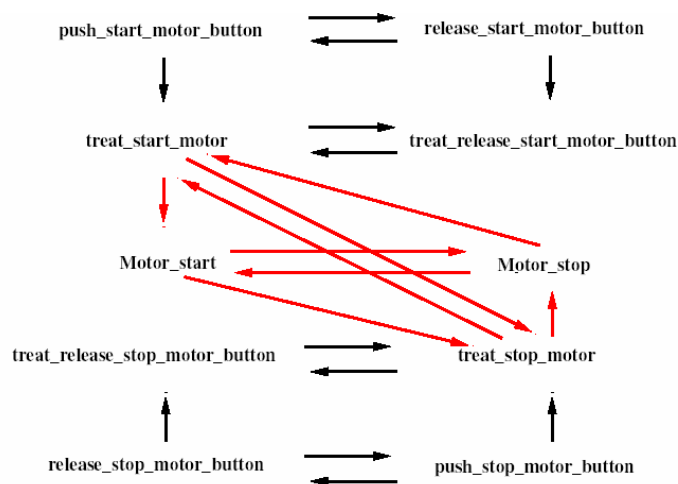 push_start_motor_button
release_start_motor_button
treat_start_motor
treat_release_start_motor_button
Motor_start
Motor_stop
treat_release_stop_motor_button
treat_stop_motor
release_stop_motor_button
push_stop_motor_button